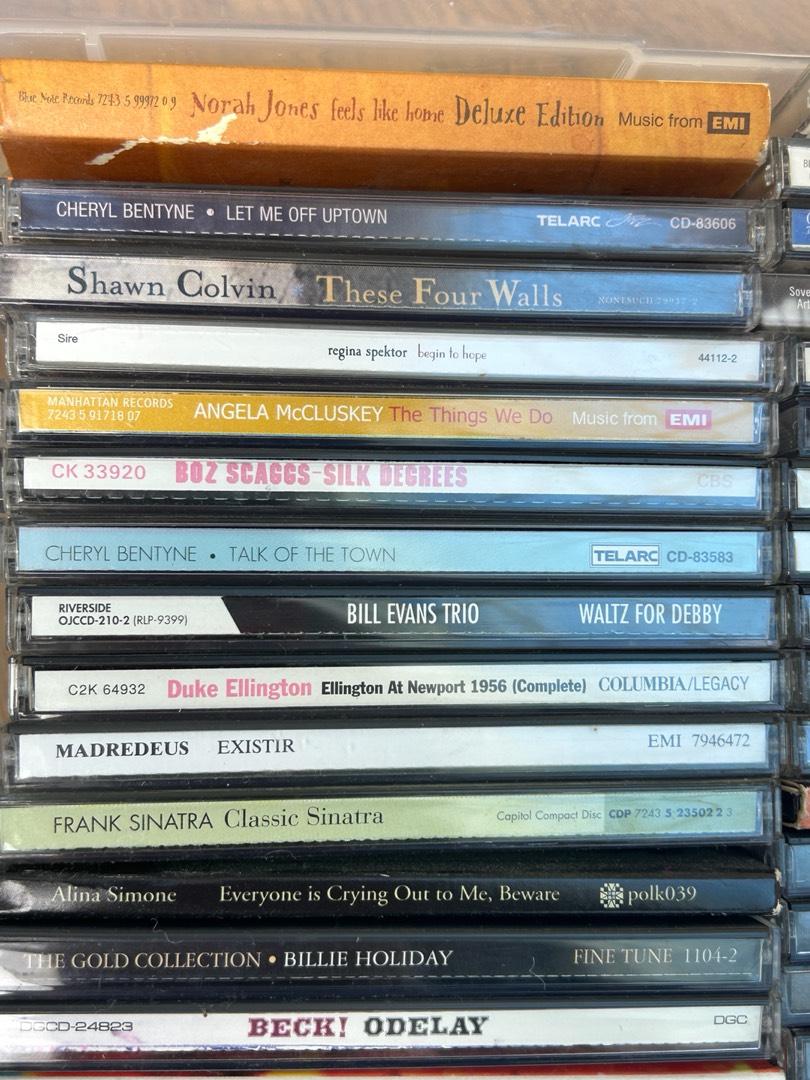 Blue Note Records 7243 5 99972 0 9 Norah Jones feels like home Deluxe Edition Music from EMI
CHERYL BENTYNE • LET ME OFF UPTOWN TELARC CD-83606
Shawn Colvin These Four Walls NONESUCH 79937-2
Sire regina spektor begin to hope 44112-2
MANHATTAN RECORDS
7243 5 91718 07 ANGELA McCLUSKEY The Things We Do Music from EMI
CK 33920 BOZ SCAGGS-SILK DEGREES CBS
CHERYL BENTYNE • TALK OF THE TOWN TELARC CD-83583
RIVERSIDE
OJCCD-210-2 (RLP-9399) BILL EVANS TRIO WALTZ FOR DEBBY
C2K 64932 Duke Ellington Ellington At Newport 1956 (Complete) COLUMBIA/LEGACY
MADREDEUS EXISTIR EMI 7946472
FRANK SINATRA Classic Sinatra Capitol Compact Disc CDP 7243 5 23502 2 3
Alina Simone Everyone is Crying Out to Me, Beware polk039
THE GOLD COLLECTION • BILLIE HOLIDAY FINE TUNE 1104-2
DGCD-24823 BECK! ODELAY DGC